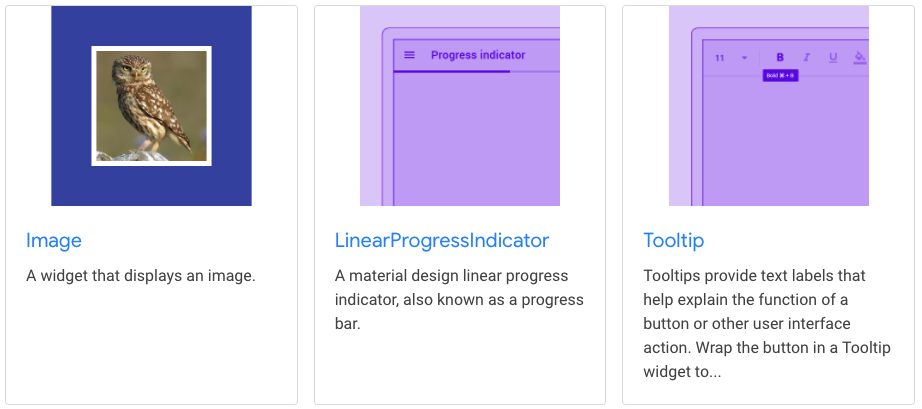 Progress indicator
11 B I U
Bold ⌘ + B
Image
A widget that displays an image.
LinearProgressIndicator
A material design linear progress
indicator, also known as a progress
bar.
Tooltip
Tooltips provide text labels that
help explain the function of a
button or other user interface
action. Wrap the button in a Tooltip
widget to...